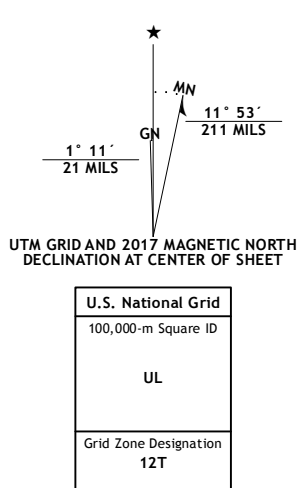 ★
MN
GN
11° 53´
211 MILS
1° 11´
21 MILS
UTM GRID AND 2017 MAGNETIC NORTH
DECLINATION AT CENTER OF SHEET
U.S. National Grid
100,000-m Square ID
UL
Grid Zone Designation
12T